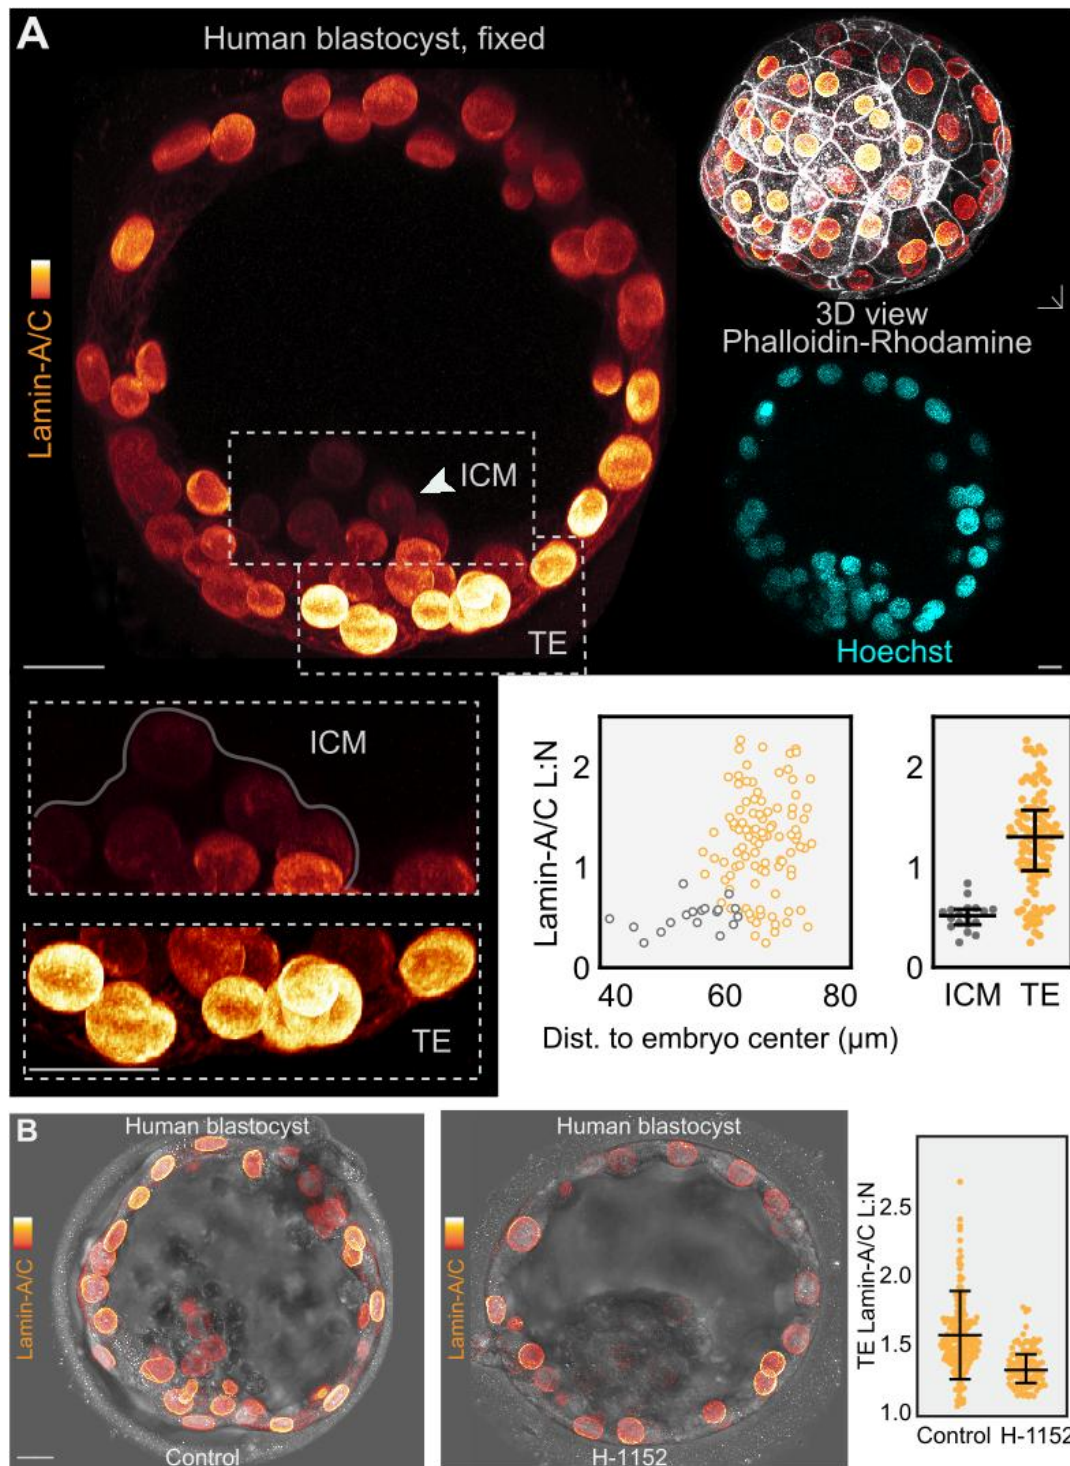 A
Human blastocyst, fixed
Lamin-A/C
ICM
TE
3D view
Phalloidin-Rhodamine
Hoechst
ICM
TE
Lamin-A/C L:N
2
1
0
40 60 80
Dist. to embryo center (µm)
2
1
0
ICM TE
B
Human blastocyst
Lamin-A/C
Control
Human blastocyst
Lamin-A/C
H-1152
TE Lamin-A/C L:N
2.5
2.0
1.5
1.0
Control H-1152